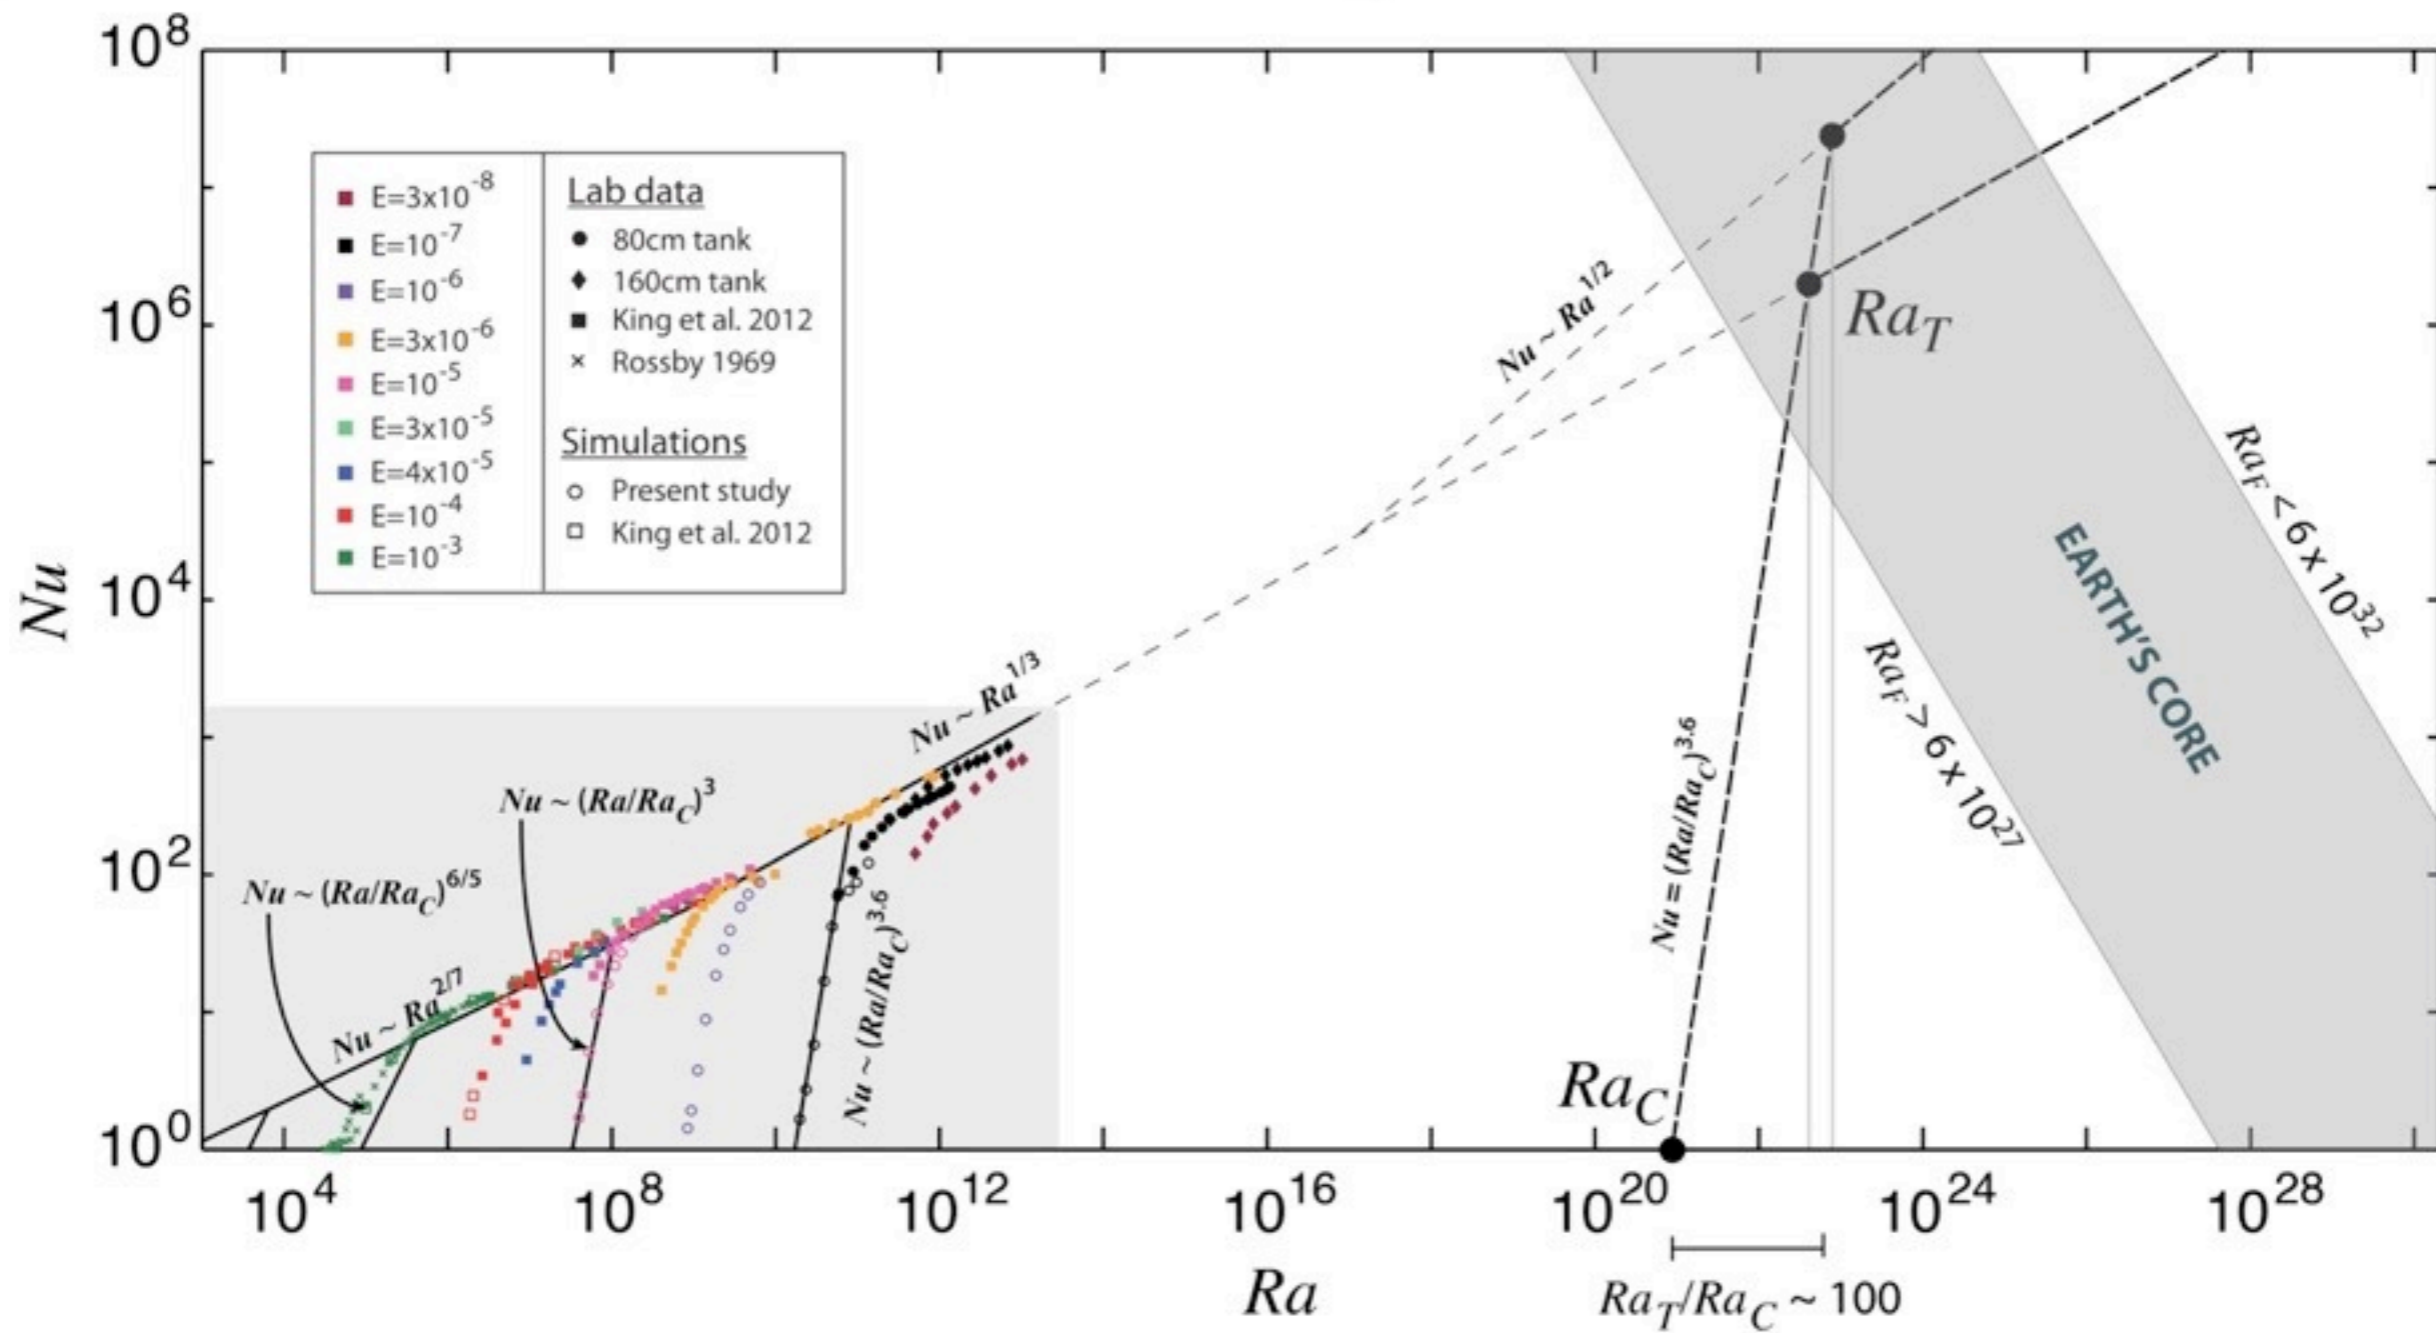 10^8
10^6
10^4
10^2
10^0
Nu
E=3x10^-8
E=10^-7
E=10^-6
E=3x10^-6
E=10^-5
E=3x10^-5
E=4x10^-5
E=10^-4
E=10^-3
Lab data
80cm tank
160cm tank
King et al. 2012
Rossby 1969
Simulations
Present study
King et al. 2012
Nu ~ Ra^1/2
Ra_T
Ra_F < 6 x 10^32
EARTH'S CORE
Ra_F > 6 x 10^27
Nu ~ Ra^1/3
Nu ~ (Ra/Ra_C)^3
Nu ~ (Ra/Ra_C)^6/5
Nu ~ Ra^2/7
Nu ~ (Ra/Ra_C)^3.6
Nu = (Ra/Ra_C)^3.6
Ra_C
10^4 10^8 10^12 10^16 10^20 10^24 10^28
Ra
Ra_T/Ra_C ~ 100